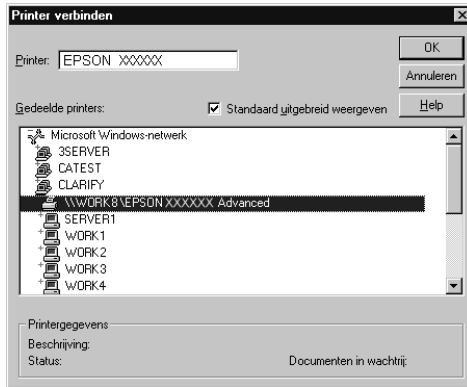 Printer verbinden
Printer: EPSON XXXXXX
OK
Annuleren
Gedeelde printers:
Standaard uitgebreid weergeven
Help
Microsoft Windows-netwerk
3SERVER
CATEST
CLARIFY
\\WORK8\EPSON XXXXXX Advanced
SERVER1
WORK1
WORK2
WORK3
WORK4
Printergegevens
Beschrijving:
Status:
Documenten in wachtrij: